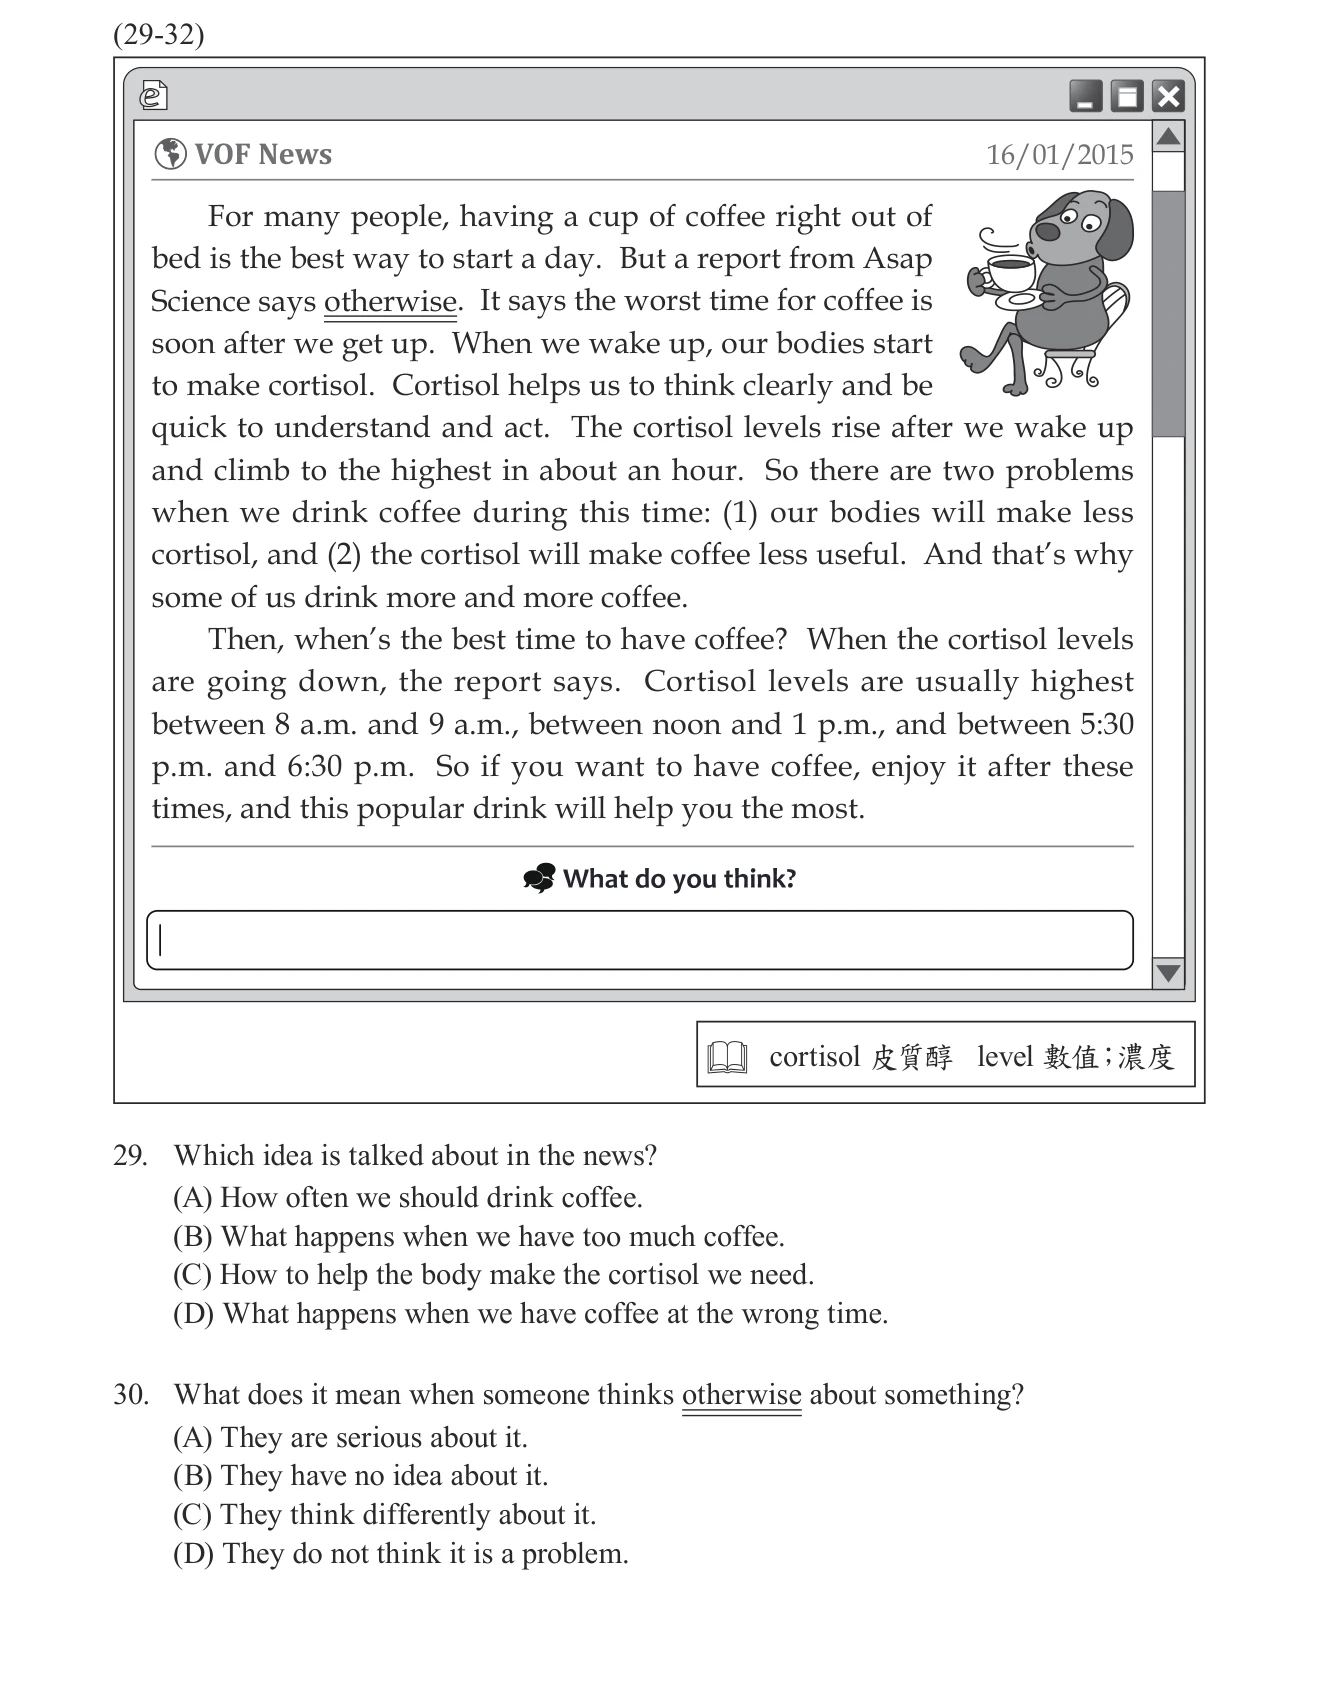 (29-32)
VOF News
16/01/2015
For many people, having a cup of coffee right out of
bed is the best way to start a day. But a report from Asap
Science says otherwise. It says the worst time for coffee is
soon after we get up. When we wake up, our bodies start
to make cortisol. Cortisol helps us to think clearly and be
quick to understand and act. The cortisol levels rise after we wake up
and climb to the highest in about an hour. So there are two problems
when we drink coffee during this time: (1) our bodies will make less
cortisol, and (2) the cortisol will make coffee less useful. And that's why
some of us drink more and more coffee.
Then, when's the best time to have coffee? When the cortisol levels
are going down, the report says. Cortisol levels are usually highest
between 8 a.m. and 9 a.m., between noon and 1 p.m., and between 5:30
p.m. and 6:30 p.m. So if you want to have coffee, enjoy it after these
times, and this popular drink will help you the most.
What do you think?
cortisol 皮質醇 level 數值；濃度
29. Which idea is talked about in the news?
(A) How often we should drink coffee.
(B) What happens when we have too much coffee.
(C) How to help the body make the cortisol we need.
(D) What happens when we have coffee at the wrong time.
30. What does it mean when someone thinks otherwise about something?
(A) They are serious about it.
(B) They have no idea about it.
(C) They think differently about it.
(D) They do not think it is a problem.